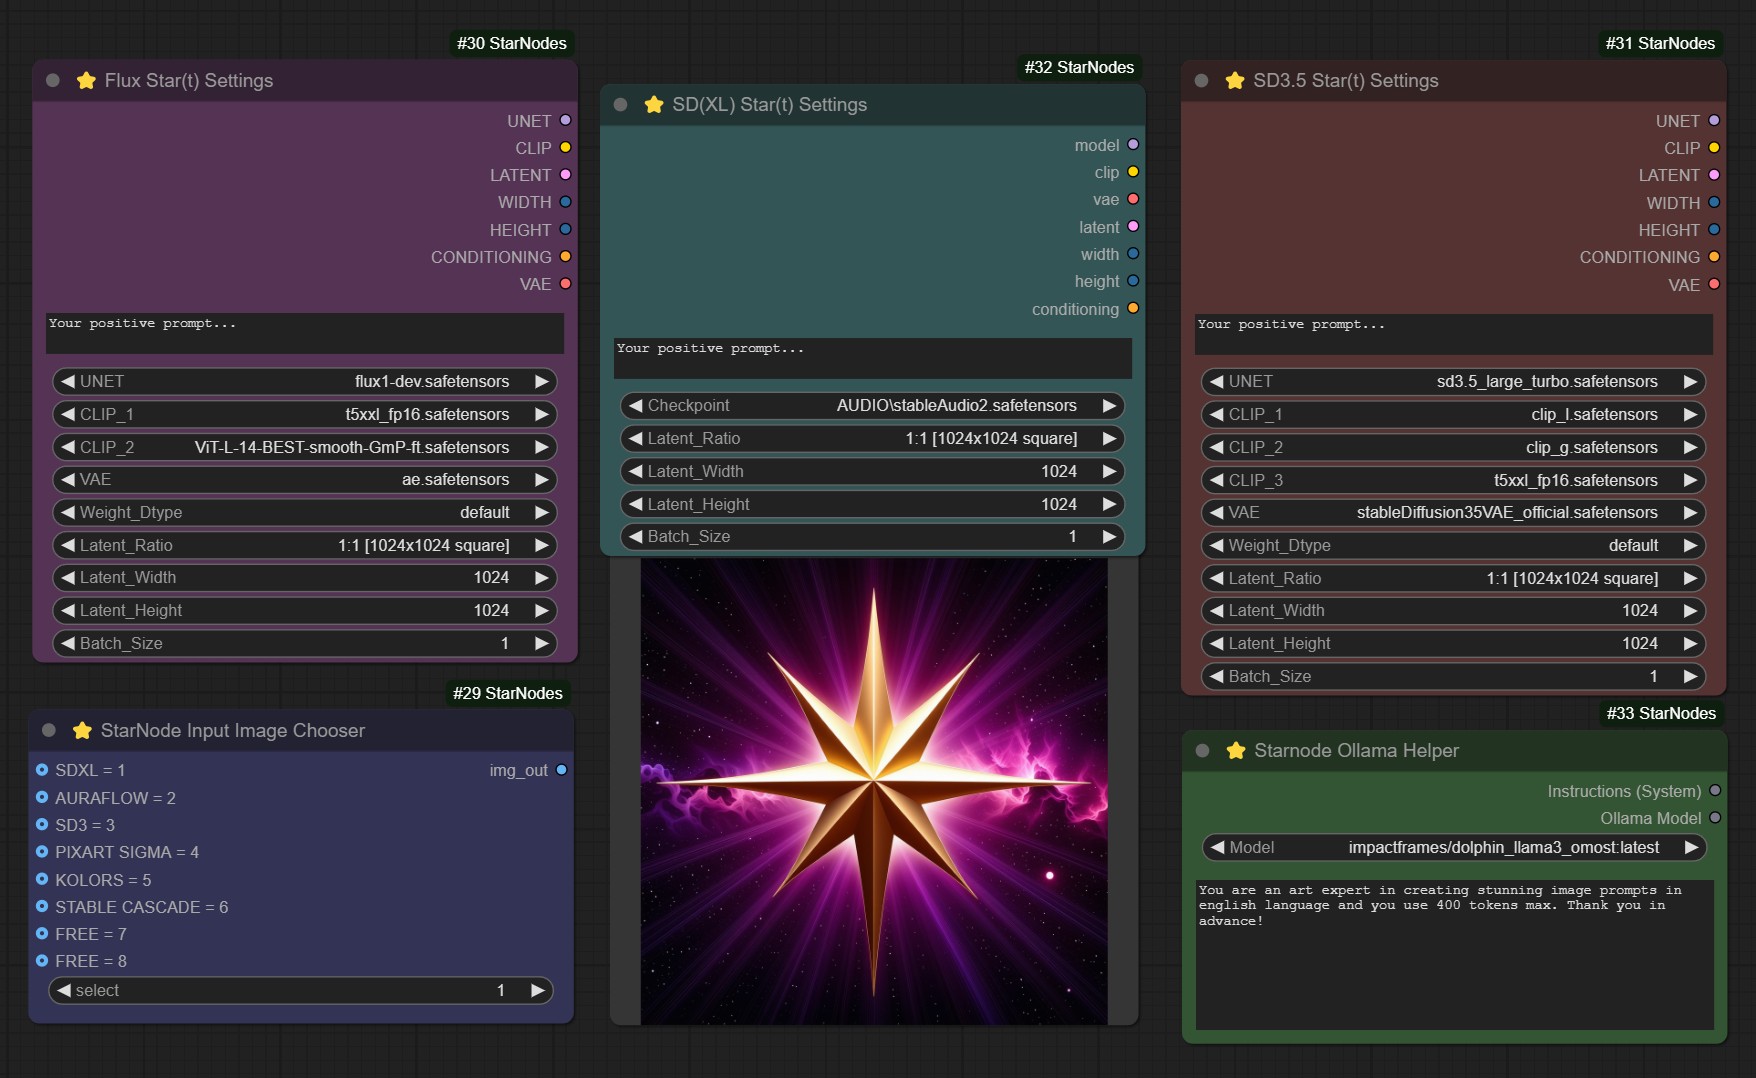 #30 StarNodes
Flux Star(t) Settings
UNET
CLIP
LATENT
WIDTH
HEIGHT
CONDITIONING
VAE
Your positive prompt...
UNET flux1-dev.safetensors
CLIP_1 t5xxl_fp16.safetensors
CLIP_2 ViT-L-14-BEST-smooth-GmP-ft.safetensors
VAE ae.safetensors
Weight_Dtype default
Latent_Ratio 1:1 [1024x1024 square]
Latent_Width 1024
Latent_Height 1024
Batch_Size 1
#29 StarNodes
StarNode Input Image Chooser
SDXL = 1 img_out
AURAFLOW = 2
SD3 = 3
PIXART SIGMA = 4
KOLORS = 5
STABLE CASCADE = 6
FREE = 7
FREE = 8
select 1
#32 StarNodes
SD(XL) Star(t) Settings
model
clip
vae
latent
width
height
conditioning
Your positive prompt...
Checkpoint AUDIO\stableAudio2.safetensors
Latent_Ratio 1:1 [1024x1024 square]
Latent_Width 1024
Latent_Height 1024
Batch_Size 1
#31 StarNodes
SD3.5 Star(t) Settings
UNET
CLIP
LATENT
WIDTH
HEIGHT
CONDITIONING
VAE
Your positive prompt...
UNET sd3.5_large_turbo.safetensors
CLIP_1 clip_l.safetensors
CLIP_2 clip_g.safetensors
CLIP_3 t5xxl_fp16.safetensors
VAE stableDiffusion35VAE_official.safetensors
Weight_Dtype default
Latent_Ratio 1:1 [1024x1024 square]
Latent_Width 1024
Latent_Height 1024
Batch_Size 1
#33 StarNodes
Starnode Ollama Helper
Instructions (System)
Ollama Model
Model impactframes/dolphin_llama3_omost:latest
You are an art expert in creating stunning image prompts in
english language and you use 400 tokens max. Thank you in
advance!